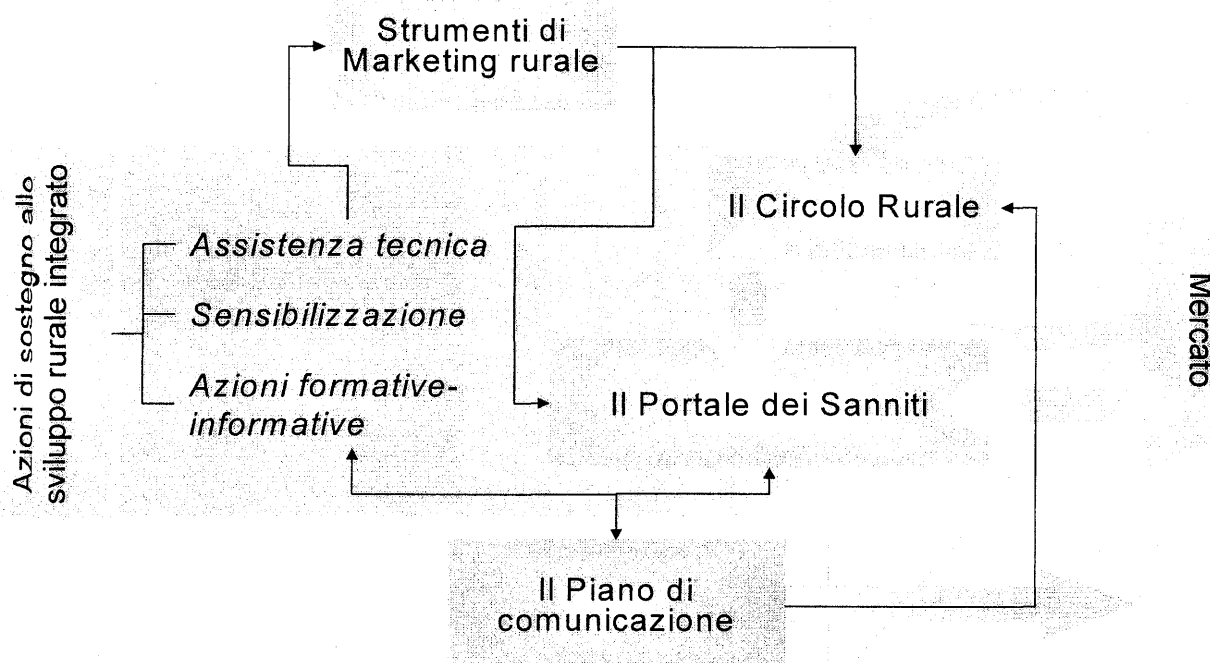 Strumenti di
Marketing rurale
Il Circolo Rurale
Azioni di sostegno allo
sviluppo rurale integrato
Assistenza tecnica
Sensibilizzazione
Azioni formative-
informative
Il Portale dei Sanniti
Mercato
Il Piano di
comunicazione